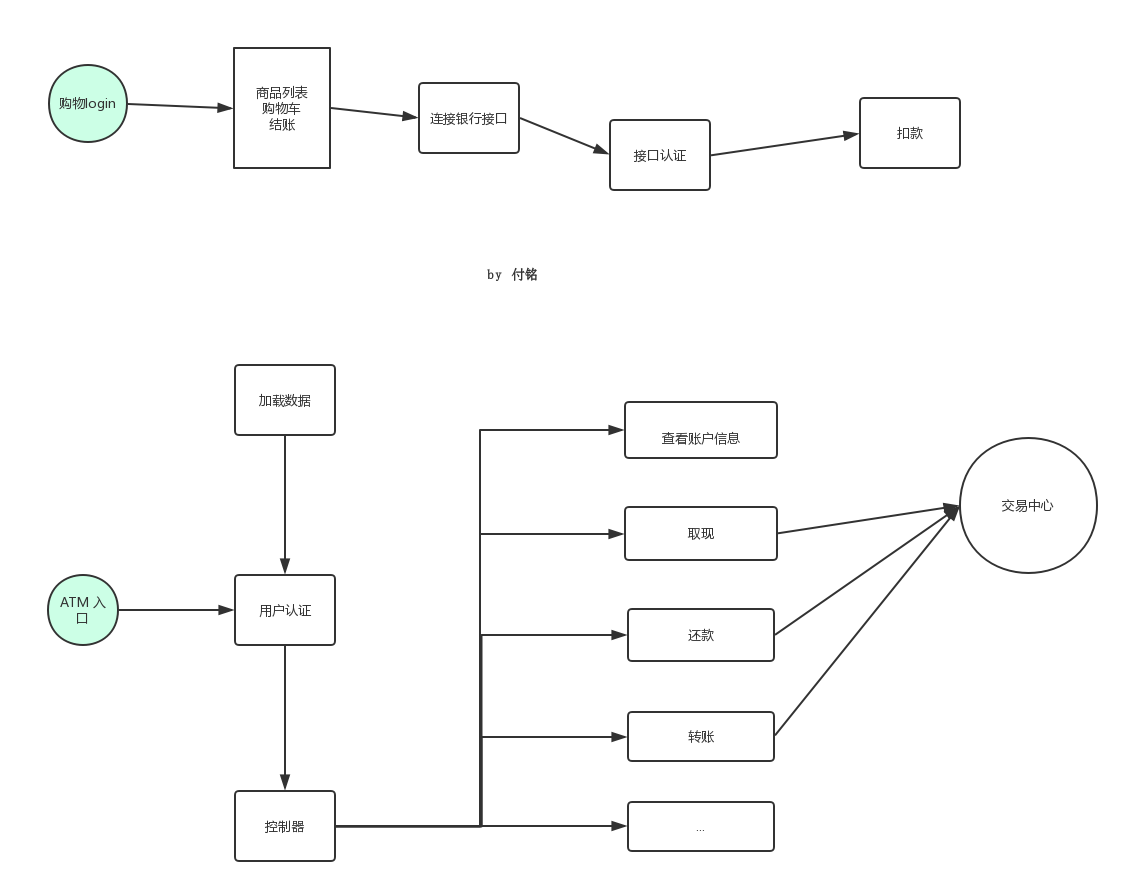 购物login
商品列表
购物车
结账
连接银行接口
接口认证
扣款
by 付铭
加载数据
查看账户信息
取现
交易中心
ATM 入
口
用户认证
还款
转账
控制器
...